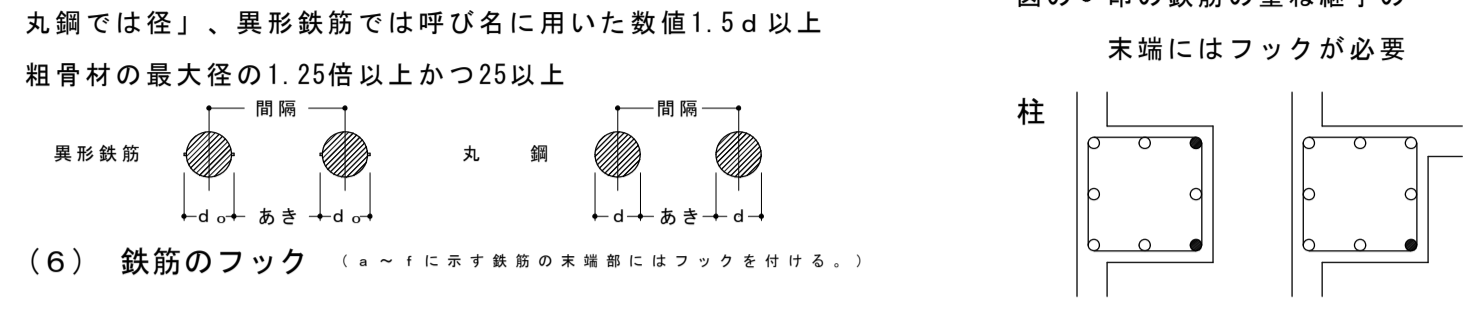 丸鋼では径」、異形鉄筋では呼び名に用いた数値1.5d以上
粗骨材の最大径の1.25倍以上かつ25以上
間隔
間隔
異形鉄筋
丸 鋼
do あき do
d あき d
(6) 鉄筋のフック (a~fに示す鉄筋の末端部にはフックを付ける。)
末端にはフックが必要
柱